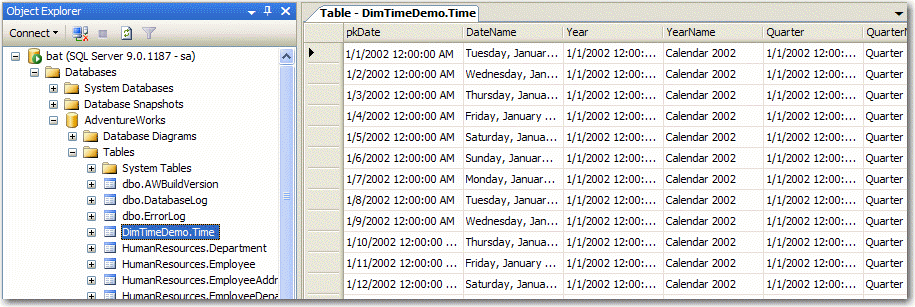 Object Explorer
Connect
bat (SQL Server 9.0.1187 - sa)
Databases
System Databases
Database Snapshots
AdventureWorks
Database Diagrams
Tables
System Tables
dbo.AWBuildVersion
dbo.DatabaseLog
dbo.ErrorLog
DimTimeDemo.Time
HumanResources.Department
HumanResources.Employee
HumanResources.EmployeeAddr
HumanResources.EmployeeDepa
Table - DimTimeDemo.Time
pkDate DateName Year YearName Quarter QuarterN
1/1/2002 12:00:00 AM Tuesday, Januar... 1/1/2002 12:00:... Calendar 2002 1/1/2002 12:00:... Quarter
1/2/2002 12:00:00 AM Wednesday, Jan... 1/1/2002 12:00:... Calendar 2002 1/1/2002 12:00:... Quarter
1/3/2002 12:00:00 AM Thursday, Janua... 1/1/2002 12:00:... Calendar 2002 1/1/2002 12:00:... Quarter
1/4/2002 12:00:00 AM Friday, January ... 1/1/2002 12:00:... Calendar 2002 1/1/2002 12:00:... Quarter
1/5/2002 12:00:00 AM Saturday, Janua... 1/1/2002 12:00:... Calendar 2002 1/1/2002 12:00:... Quarter
1/6/2002 12:00:00 AM Sunday, Januar... 1/1/2002 12:00:... Calendar 2002 1/1/2002 12:00:... Quarter
1/7/2002 12:00:00 AM Monday, Januar... 1/1/2002 12:00:... Calendar 2002 1/1/2002 12:00:... Quarter
1/8/2002 12:00:00 AM Tuesday, Januar... 1/1/2002 12:00:... Calendar 2002 1/1/2002 12:00:... Quarter
1/9/2002 12:00:00 AM Wednesday, Jan... 1/1/2002 12:00:... Calendar 2002 1/1/2002 12:00:... Quarter
1/10/2002 12:00:00 ... Thursday, Janua... 1/1/2002 12:00:... Calendar 2002 1/1/2002 12:00:... Quarter
1/11/2002 12:00:00 ... Friday, January ... 1/1/2002 12:00:... Calendar 2002 1/1/2002 12:00:... Quarter
1/12/2002 12:00:00 ... Saturday, Janua... 1/1/2002 12:00:... Calendar 2002 1/1/2002 12:00:... Quarter